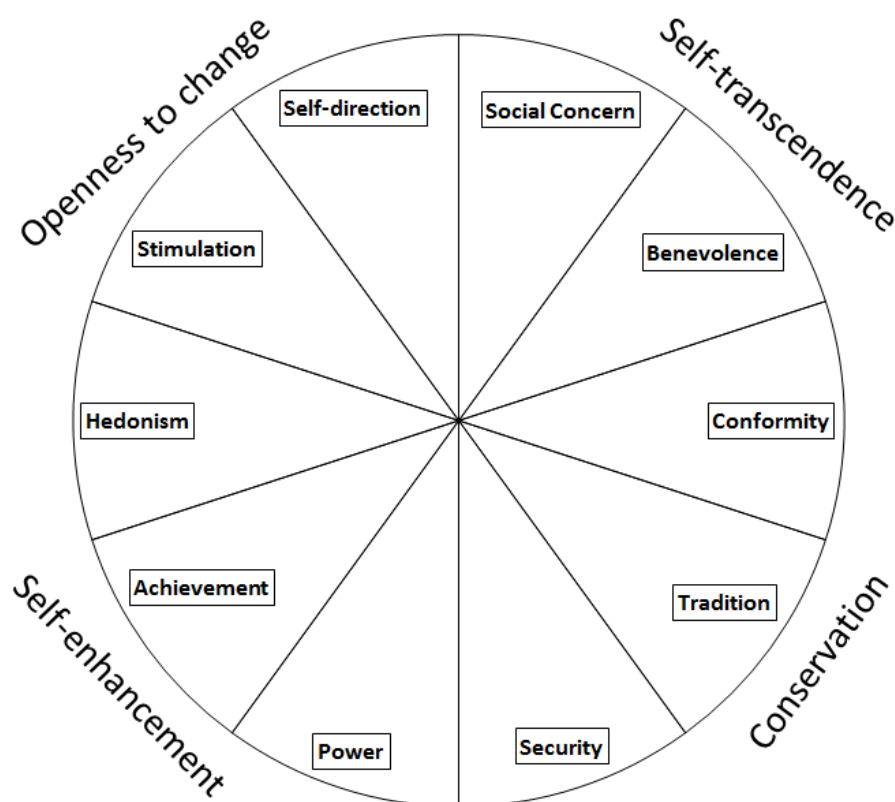 Openness to change
Self-transcendence
Self-direction
Social Concern
Stimulation
Benevolence
Hedonism
Conformity
Achievement
Tradition
Power
Security
Self-enhancement
Conservation